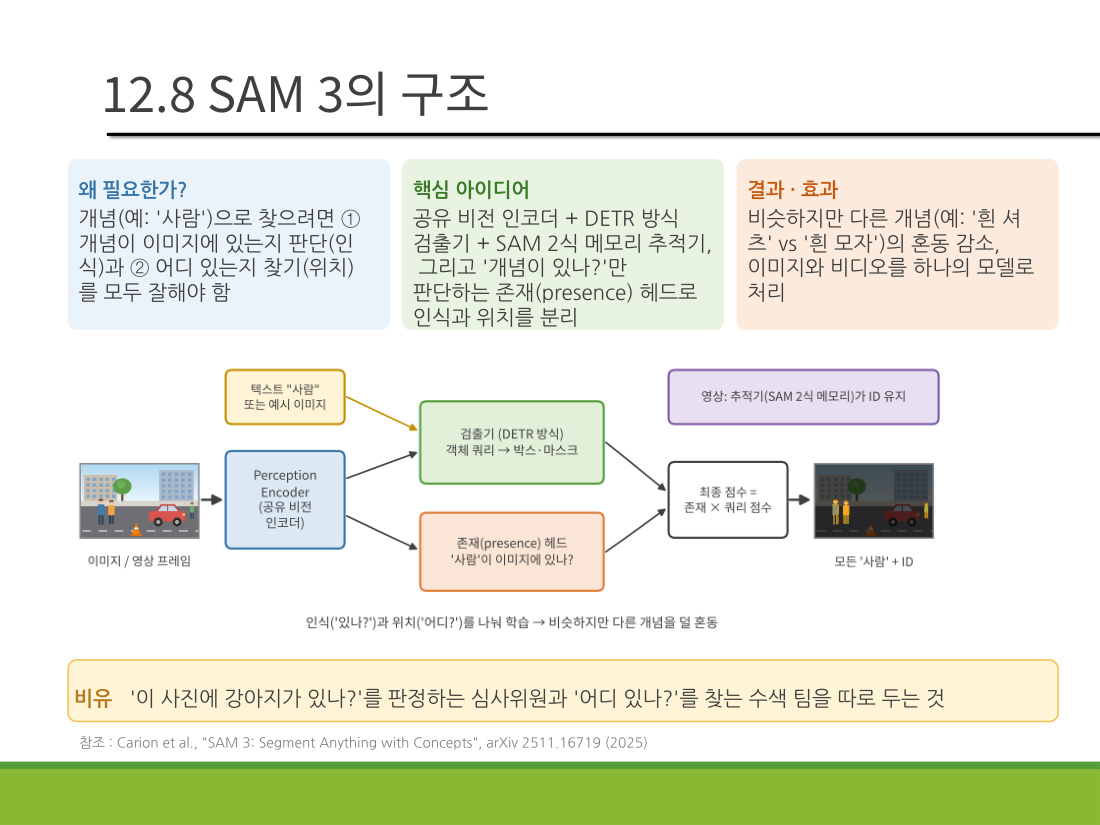 12.8 SAM 3의 구조
왜 필요한가?
개념(예: '사람')으로 찾으려면 ①
개념이 이미지에 있는지 판단(인
식)과 ② 어디 있는지 찾기(위치)
를 모두 잘해야 함
핵심 아이디어
공유 비전 인코더 + DETR 방식
검출기 + SAM 2식 메모리 추적기,
그리고 '개념이 있나?'만
판단하는 존재(presence) 헤드로
인식과 위치를 분리
결과 · 효과
비슷하지만 다른 개념(예: '흰 셔
츠' vs '흰 모자')의 혼동 감소,
이미지와 비디오를 하나의 모델로
처리
텍스트 "사람"
또는 예시 이미지
Perception
Encoder
(공유 비전
인코더)
이미지 / 영상 프레임
검출기 (DETR 방식)
객체 쿼리 → 박스·마스크
존재(presence) 헤드
'사람'이 이미지에 있나?
영상: 추적기(SAM 2식 메모리)가 ID 유지
최종 점수 =
존재 × 쿼리 점수
모든 '사람' + ID
인식('있나?')과 위치('어디?')를 나눠 학습 → 비슷하지만 다른 개념을 덜 혼동
비유 '이 사진에 강아지가 있나?'를 판정하는 심사위원과 '어디 있나?'를 찾는 수색 팀을 따로 두는 것
참조 : Carion et al., "SAM 3: Segment Anything with Concepts", arXiv 2511.16719 (2025)